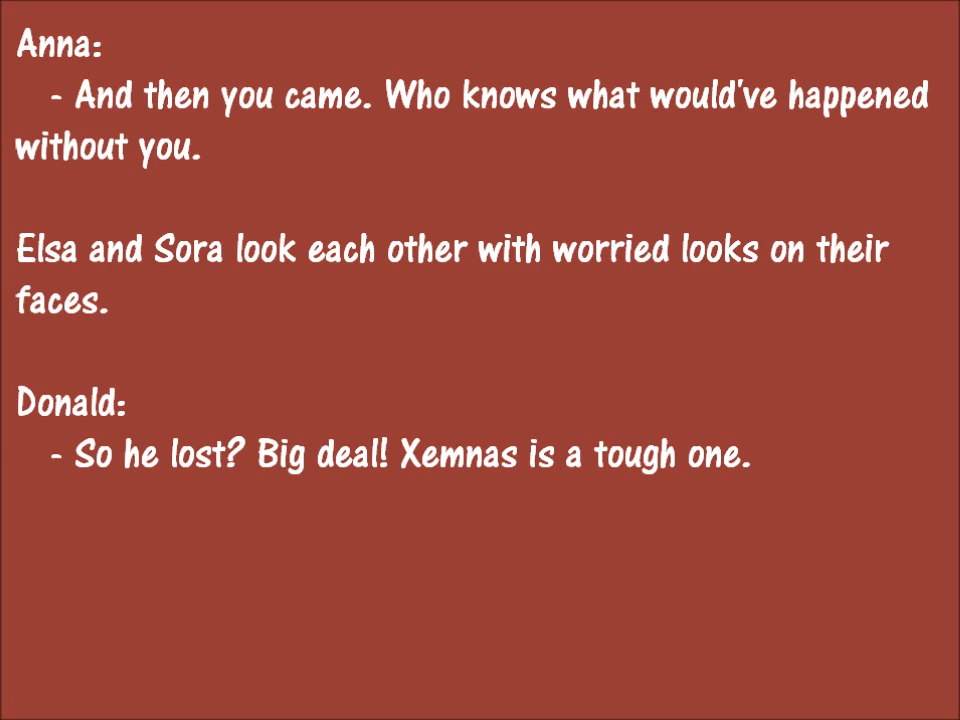 Anna:
- And then you came. Who knows what would've happened
without you.
Elsa and Sora look each other with worried looks on their
faces.
Donald:
- So he lost? Big deal! Xemnas is a tough one.